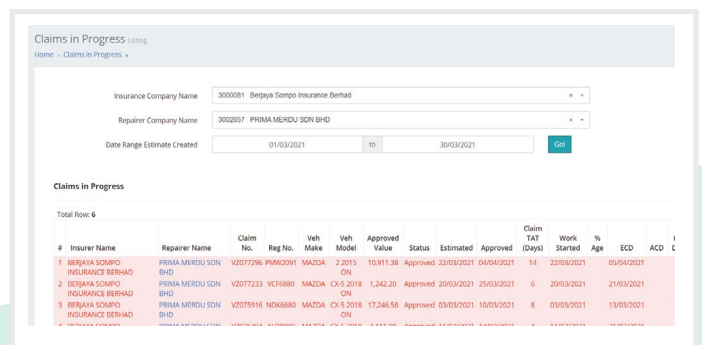 Claims in Progress Listing
Home » Claims in Progress »
Insurance Company Name 3000081 Berjaya Sompo Insurance Berhad × 
Repairer Company Name 3002657 PRIMA MERDU SDN BHD ×
Date Range Estimate Created 01/03/2021 to 30/03/2021 Go!
Claims in Progress
Total Row: 6
# Insurer Name Repairer Name Claim No. Reg No. Veh Make Veh Model Approved Value Status Estimated Approved Claim TAT (Days) Work Started % Age ECD ACD
1 BERJAYA SOMPO INSURANCE BERHAD PRIMA MERDU SDN BHD VZ077296 PMW2091 MAZDA 2 2015 ON 10,911.38 Approved 22/03/2021 04/04/2021 14 22/03/2021 05/04/2021
2 BERJAYA SOMPO INSURANCE BERHAD PRIMA MERDU SDN BHD VZ077233 VCF6880 MAZDA CX-5 2018 ON 1,242.20 Approved 20/03/2021 25/03/2021 6 20/03/2021 21/03/2021
3 BERJAYA SOMPO INSURANCE BERHAD PRIMA MERDU SDN BHD VZ075916 NDK6680 MAZDA CX-5 2018 ON 17,246.58 Approved 03/03/2021 10/03/2021 8 03/03/2021 13/03/2021